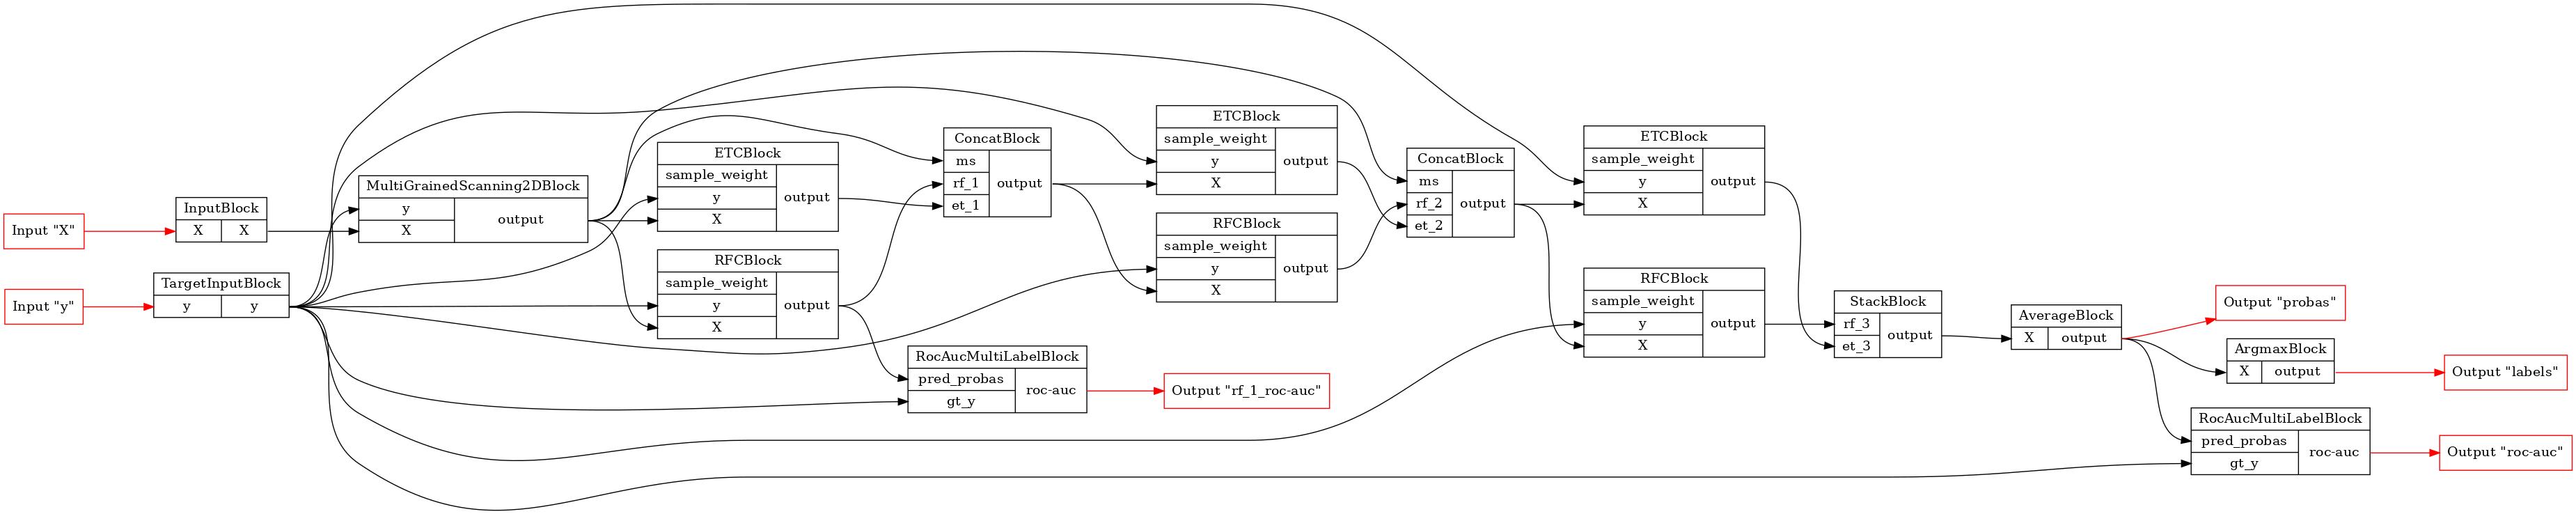 Input "X"
Input "y"
InputBlock
X X
TargetInputBlock
y y
MultiGrainedScanning2DBlock
y
X
output
ETCBlock
sample_weight
y
X
output
RFCBlock
sample_weight
y
X
output
ConcatBlock
ms
rf_1
et_1
output
RocAucMultiLabelBlock
pred_probas
gt_y
roc-auc
Output "rf_1_roc-auc"
ETCBlock
sample_weight
y
X
output
RFCBlock
sample_weight
y
X
output
ConcatBlock
ms
rf_2
et_2
output
ETCBlock
sample_weight
y
X
output
RFCBlock
sample_weight
y
X
output
StackBlock
rf_3
et_3
output
AverageBlock
X output
Output "probas"
ArgmaxBlock
X output
Output "labels"
RocAucMultiLabelBlock
pred_probas
gt_y
roc-auc
Output "roc-auc"